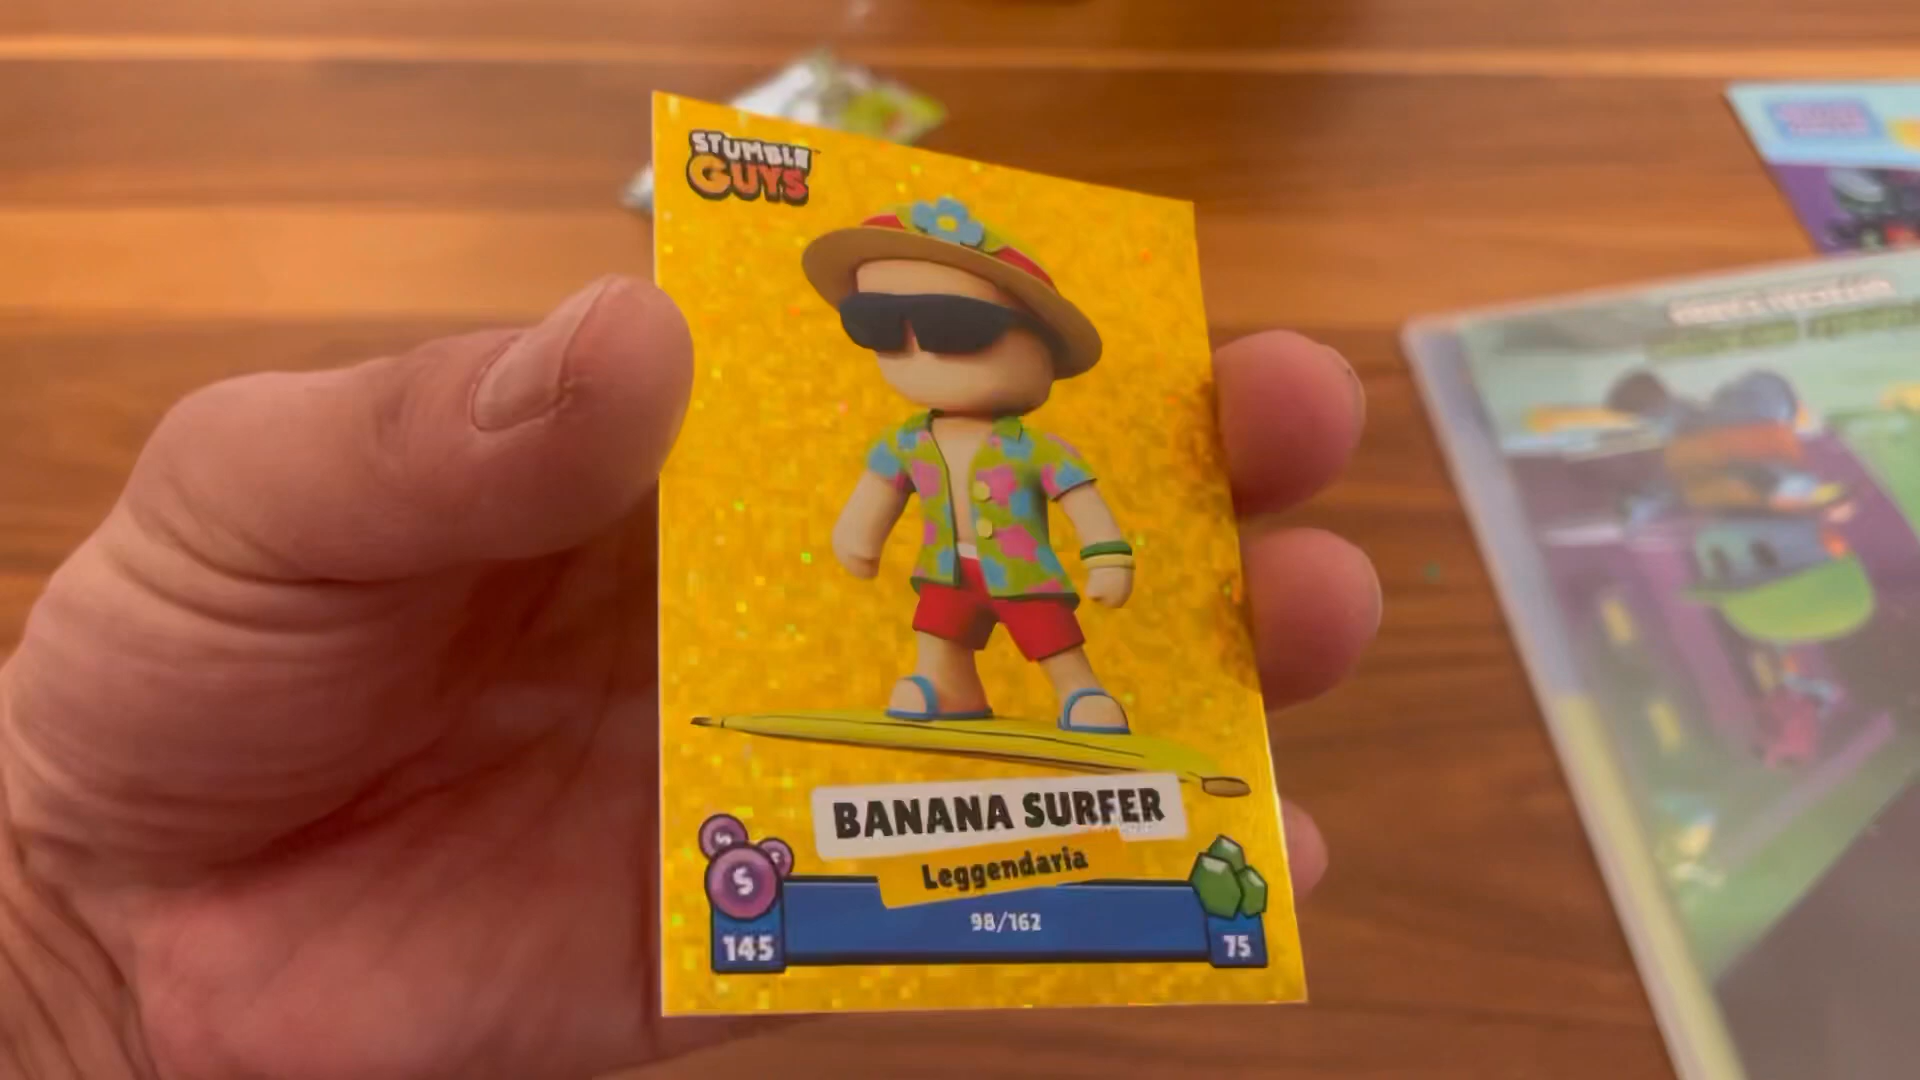 STUMBLE
GUYS
BANANA SURFER
Leggendaria
S
98/162
145
75